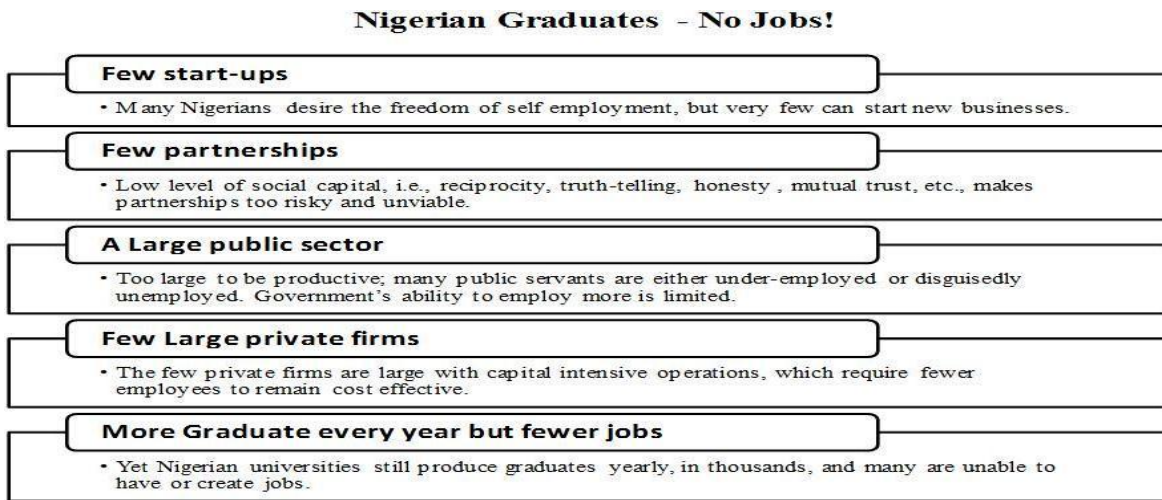 Nigerian Graduates - No Jobs!
Few start-ups
• Many Nigerians desire the freedom of self employment, but very few can start new businesses.
Few partnerships
• Low level of social capital, i.e., reciprocity, truth-telling, honesty , mutual trust, etc., makes
partnerships too risky and unviable.
A Large public sector
• Too large to be productive; many public servants are either under-employed or disguisedly
unemployed. Government's ability to employ more is limited.
Few Large private firms
• The few private firms are large with capital intensive operations, which require fewer
employees to remain cost effective.
More Graduate every year but fewer jobs
• Yet Nigerian universities still produce graduates yearly, in thousands, and many are unable to
have or create jobs.